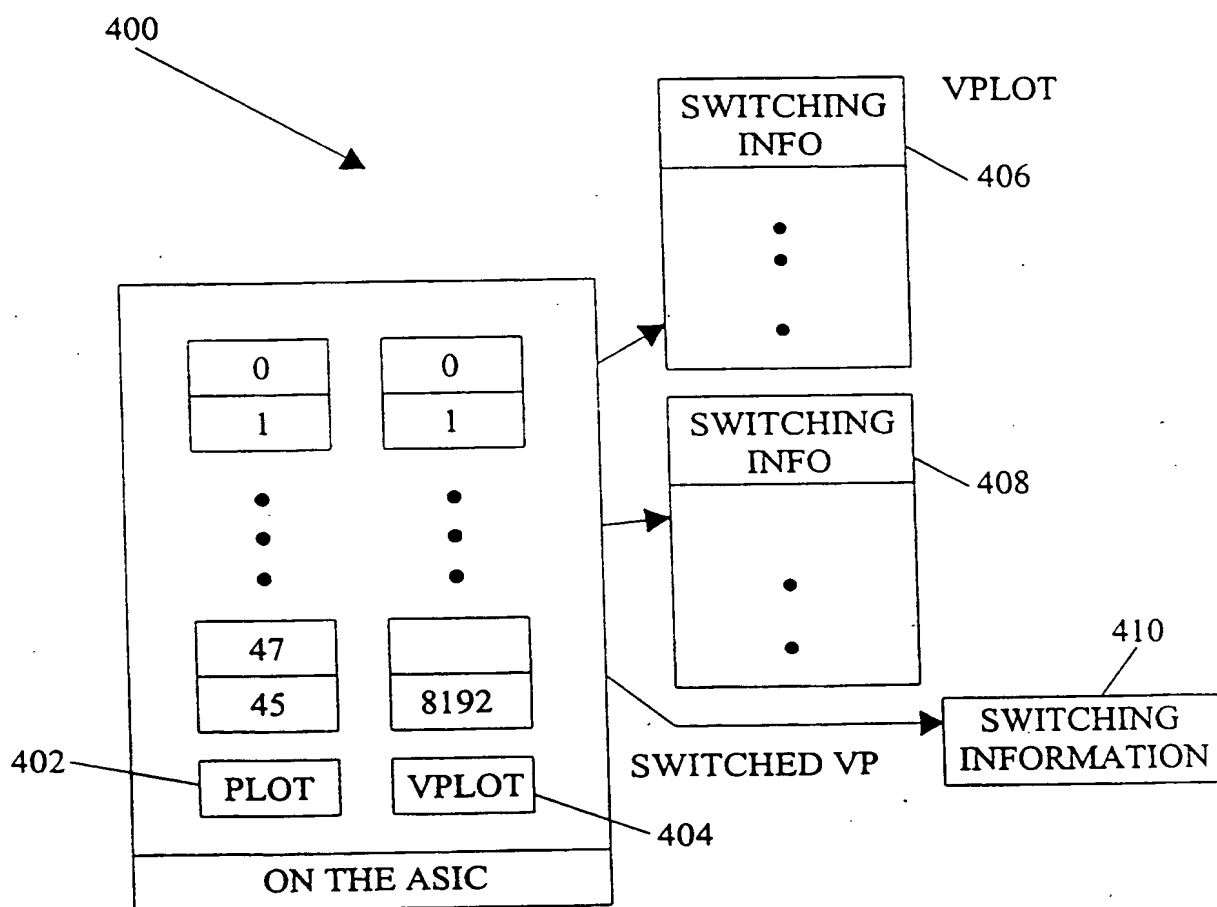 400
SWITCHING
INFO
VPLOT
406
0
1
0
1
SWITCHING
INFO
408
47
45
8192
410
SWITCHING
INFORMATION
SWITCHED VP
402
PLOT
VPLOT
404
ON THE ASIC